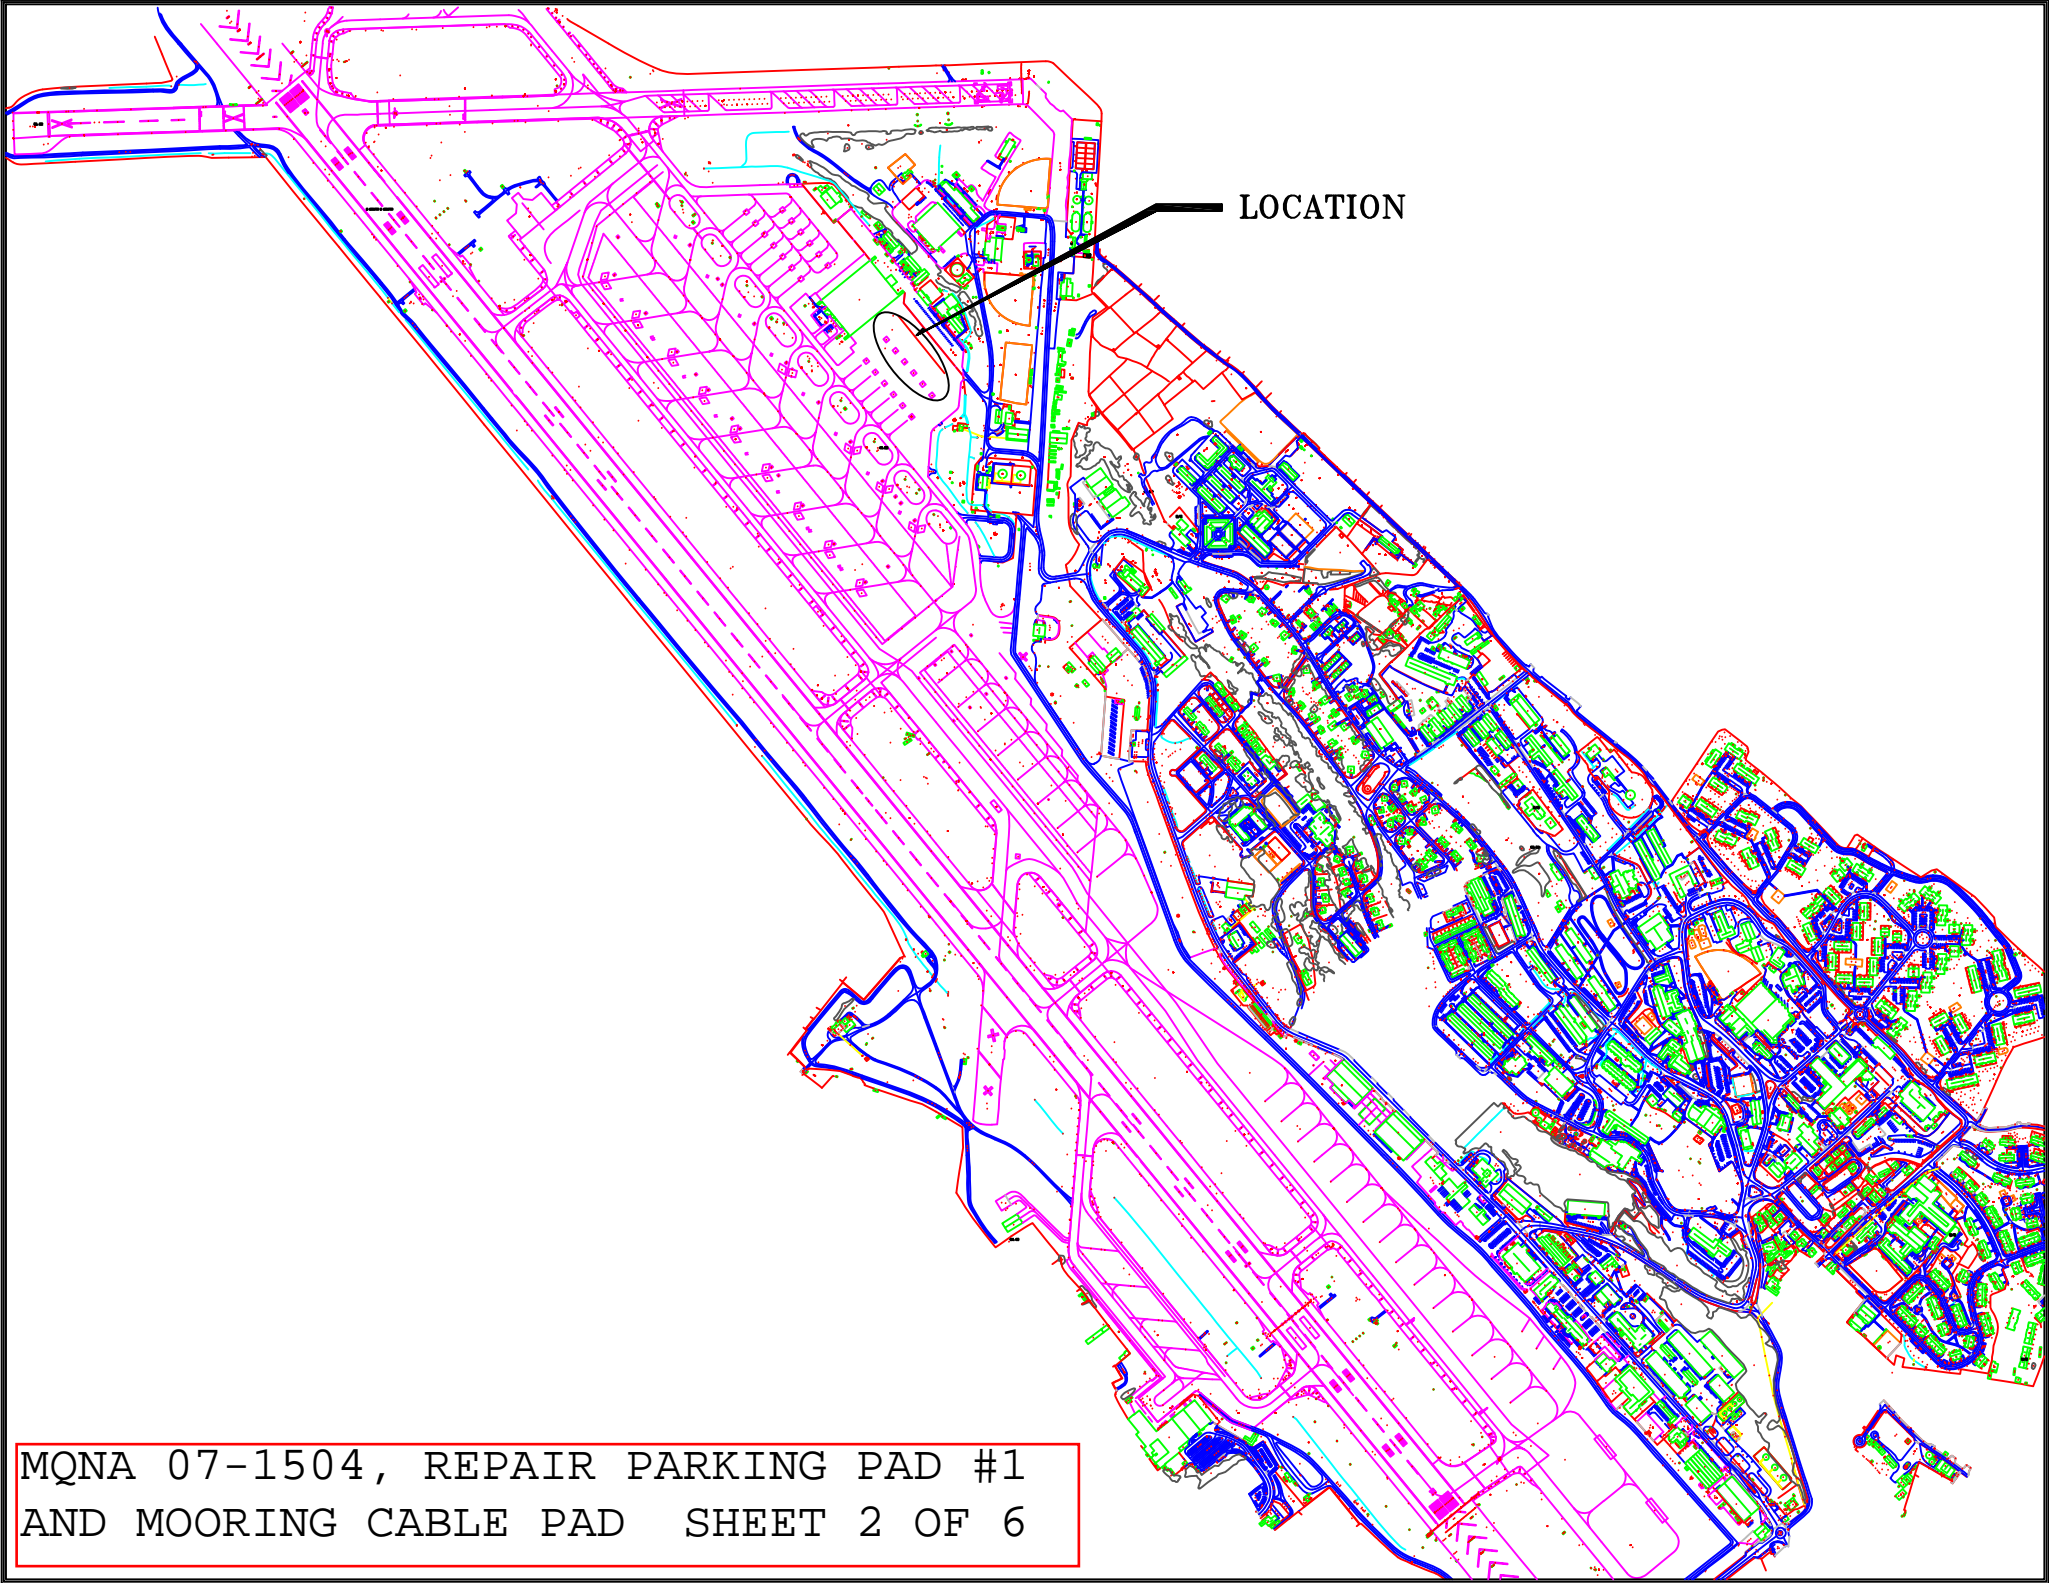 LOCATION
MQNA 07-1504, REPAIR PARKING PAD #1
AND MOORING CABLE PAD SHEET 2 OF 6